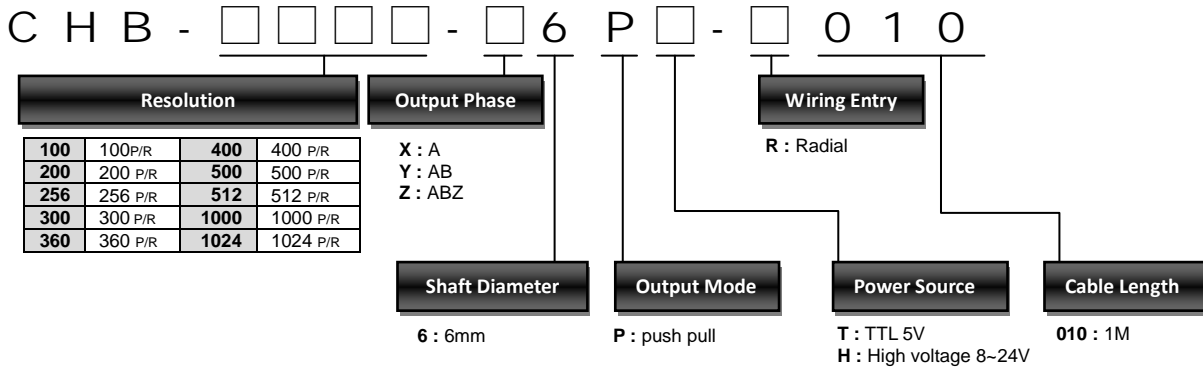 C H B - □ □ □ □ - □ 6 P □ - □ 0 1 0
Resolution
Output Phase
Wiring Entry
100 100P/R 400 400 P/R
200 200 P/R 500 500 P/R
256 256 P/R 512 512 P/R
300 300 P/R 1000 1000 P/R
360 360 P/R 1024 1024 P/R
X : A
Y : AB
Z : ABZ
R : Radial
Shaft Diameter
Output Mode
Power Source
Cable Length
6 : 6mm
P : push pull
T : TTL 5V
H : High voltage 8~24V
010 : 1M